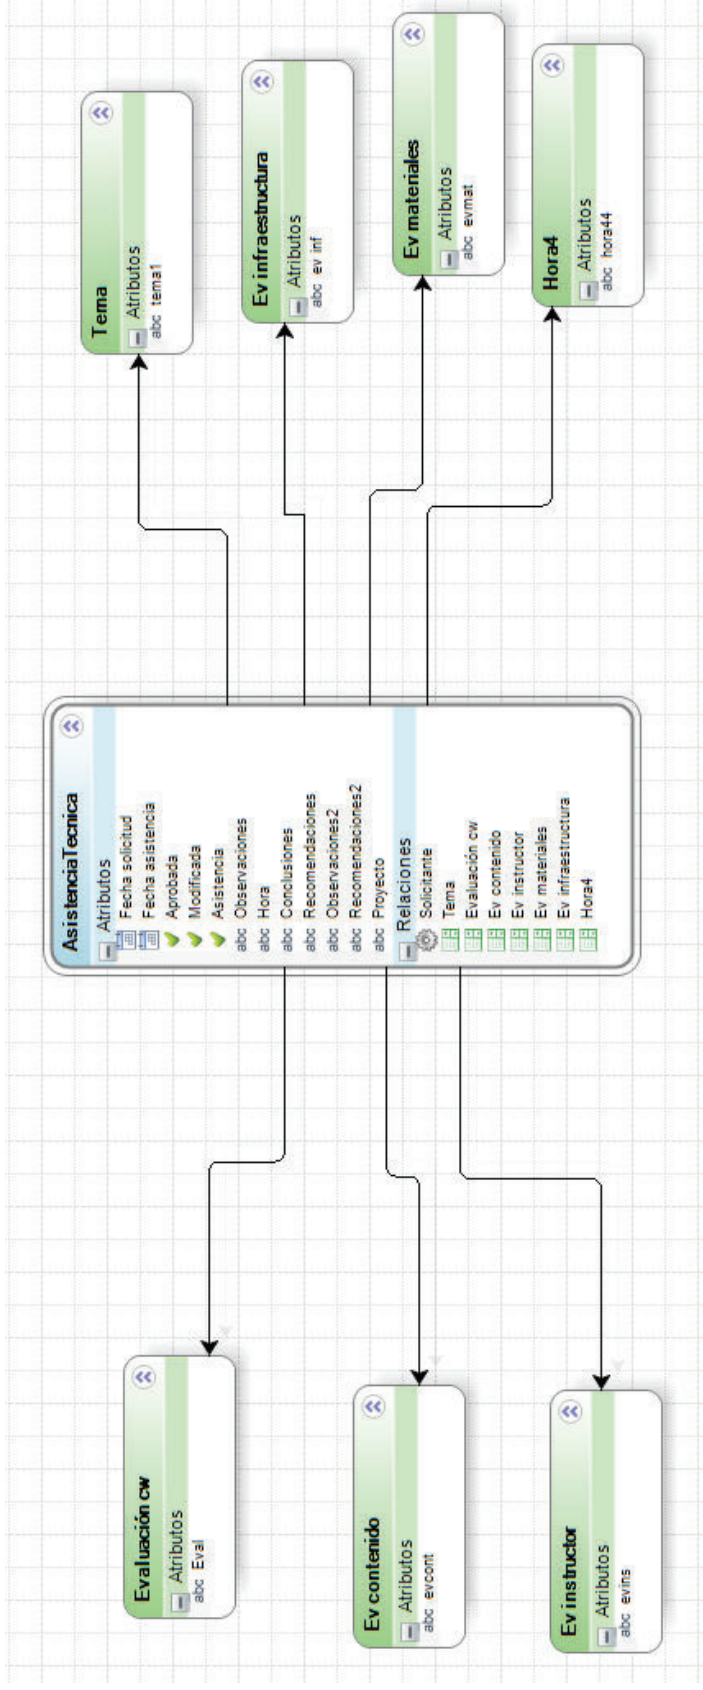 Tema
Atributos
abc tema1
Ev infraestructura
Atributos
abc ev inf
Ev materiales
Atributos
abc evmat
Hora4
Atributos
abc hora44
AsistenciaTecnica
Atributos
Fecha solicitud
Fecha asistencia
Aprobada
Modificada
Asistencia
abc Observaciones
abc Hora
abc Conclusiones
abc Recomendaciones
abc Observaciones2
abc Recomendaciones2
abc Proyecto
Relaciones
Solicitante
Tema
Evaluación cw
Ev contenido
Ev instructor
Ev materiales
Ev infraestructura
Hora4
Evaluación cw
Atributos
abc Eval
Ev contenido
Atributos
abc evcont
Ev instructor
Atributos
abc evins